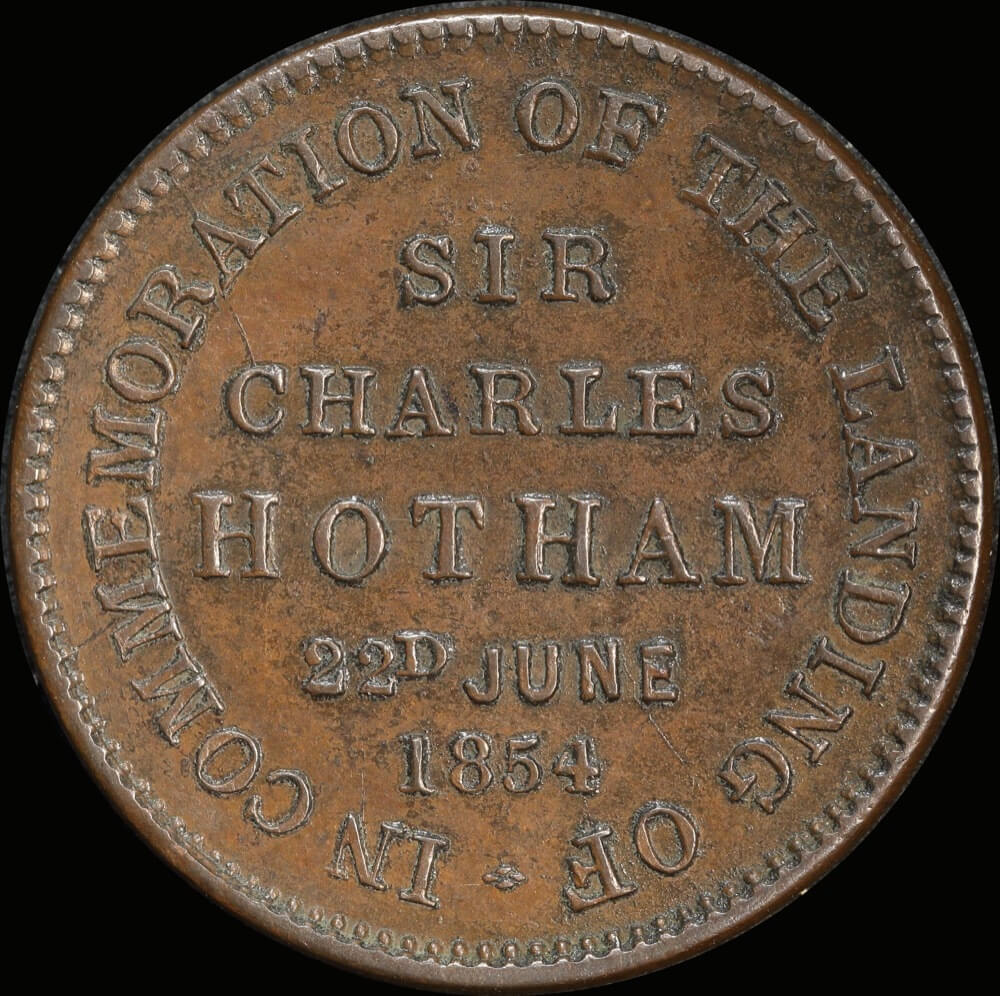 IN COMMEMORATION OF THE LANDING OF
SIR
CHARLES
HOTHAM
22D JUNE
1854